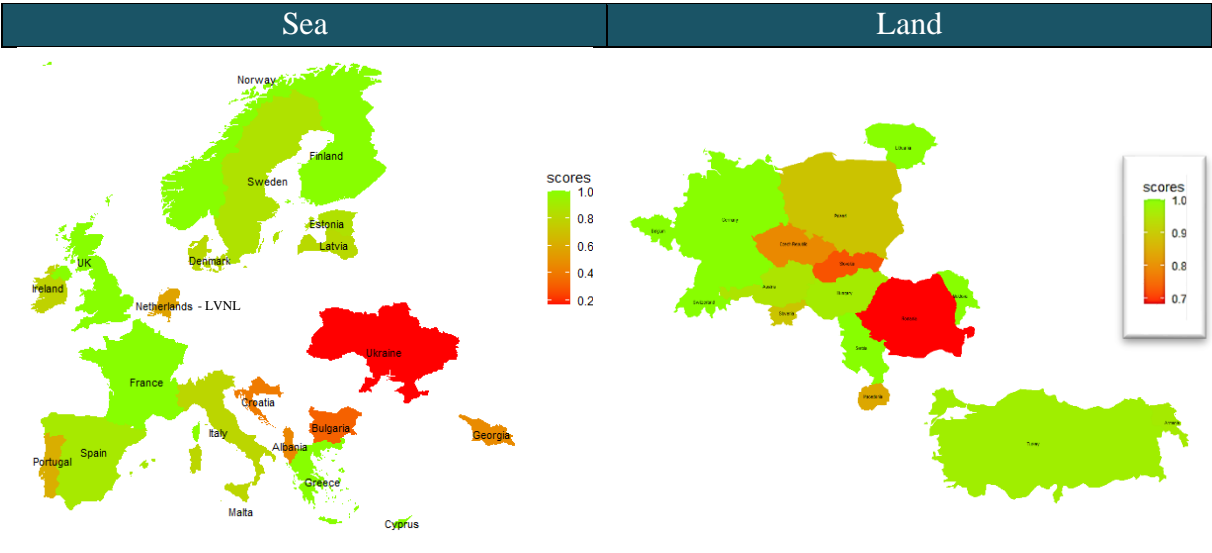 Sea
Land
Norway
Finland
Sweden
Estonia
Latvia
Denmark
UK
Ireland
Netherlands - LVNL
Ukraine
France
Croatia
Bulgaria
Italy
Albania
Georgia
Portugal
Spain
Greece
Malta
Cyprus
scores
1.0
0.8
0.6
0.4
0.2
Lithuania
Belgium
Germany
Poland
Czech Republic
Slovakia
Switzerland
Austria
Hungary
Moldova
Slovenia
Romania
Serbia
Macedonia
Turkey
Armenia
scores
1.0
0.9
0.8
0.7